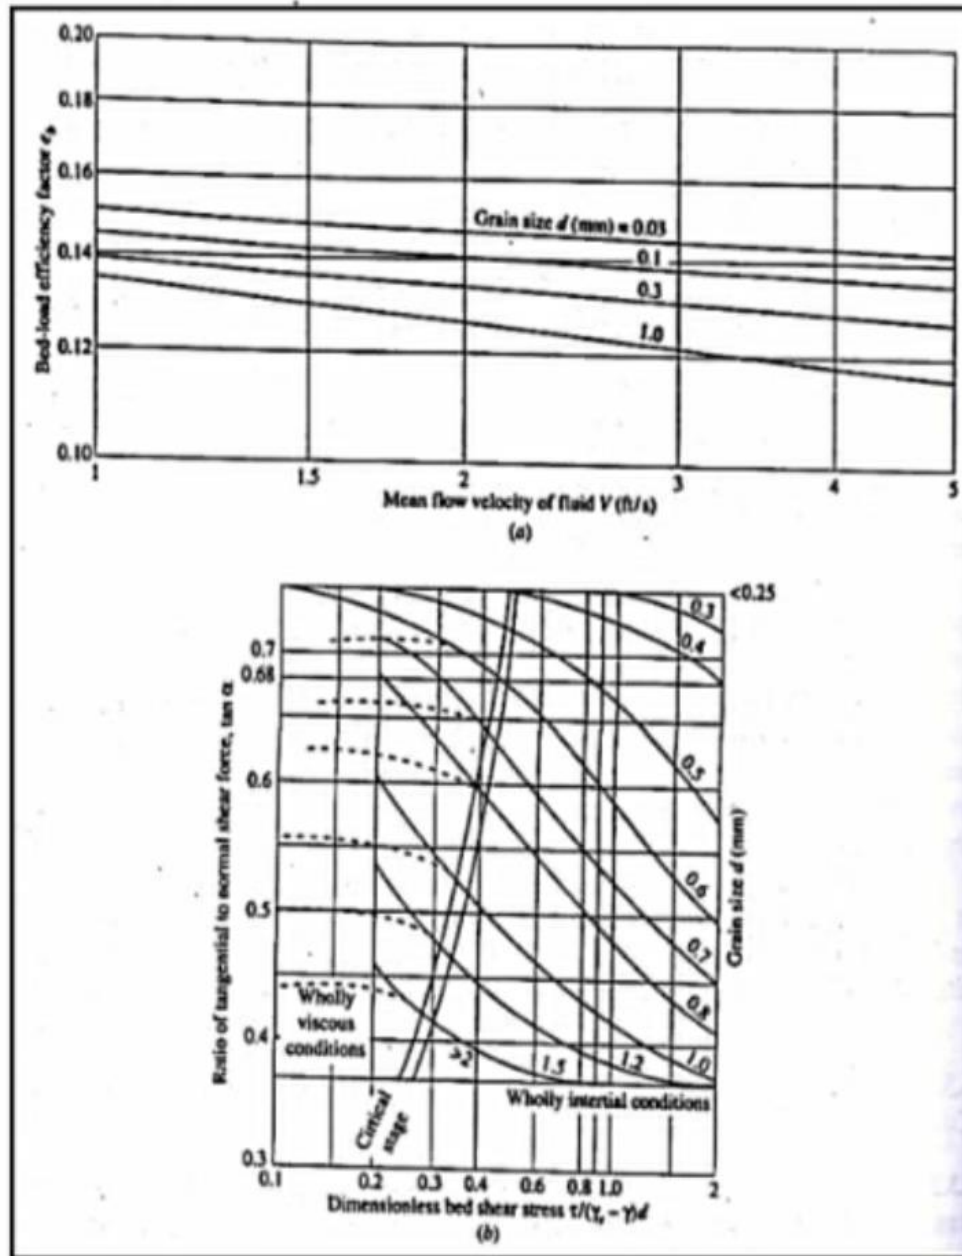 0.20
0.18
0.16
0.14
0.12
0.10
Bed-load efficiency factor e_b
Grain size d (mm) = 0.03
0.1
0.3
1.0
1 1.5 2 3 4 5
Mean flow velocity of fluid V (ft/s)
(a)
<0.25
0.3
0.4
0.7
0.68
0.5
0.6
0.6
0.5
0.7
0.8
Ratio of tangential to normal shear force, tan α
Grain size d (mm)
Wholly
viscous
conditions
0.4
>2 1.5 1.2 1.0
Wholly intertial conditions
Cirtical
stage
0.3
0.1 0.2 0.3 0.4 0.6 0.8 1.0 2
Dimensionless bed shear stress τ/(γ_s − γ)d
(b)